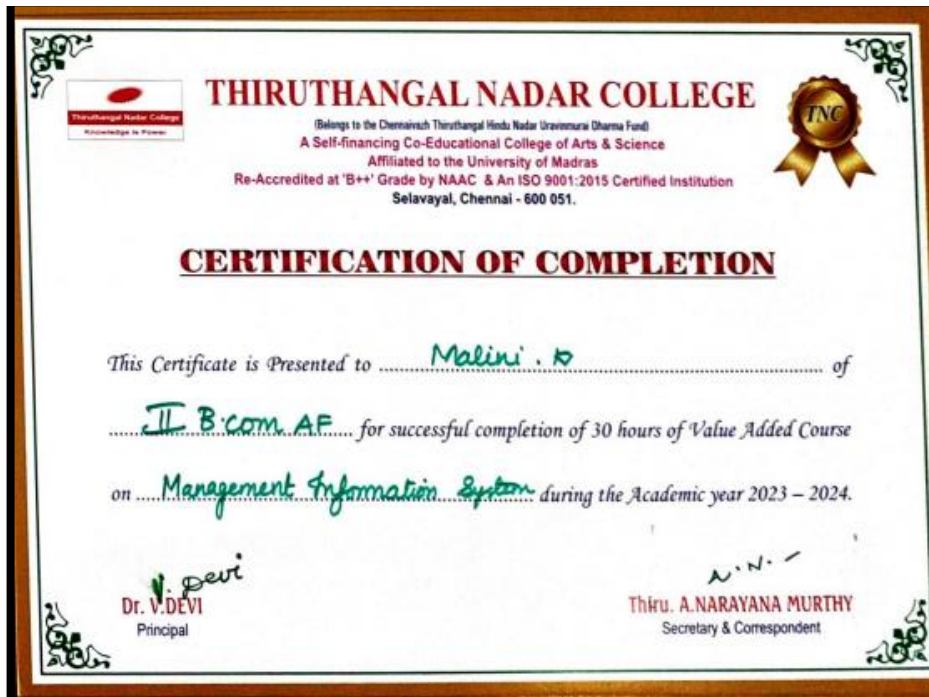 Thiruthangal Nadar College
Knowledge is Power
THIRUTHANGAL NADAR COLLEGE
(Belongs to the Chennaivazh Thiruthangal Hindu Nadar Uravinmurai Dharma Fund)
A Self-financing Co-Educational College of Arts & Science
Affiliated to the University of Madras
Re-Accredited at 'B++' Grade by NAAC & An ISO 9001:2015 Certified Institution
Selavayal, Chennai - 600 051.
TNC
CERTIFICATION OF COMPLETION
This Certificate is Presented to Malini . D of
II B.com AF for successful completion of 30 hours of Value Added Course
on Management Information System during the Academic year 2023 – 2024.
V. Devi
Dr. V.DEVI
Principal
N.N.
Thiru. A.NARAYANA MURTHY
Secretary & Correspondent